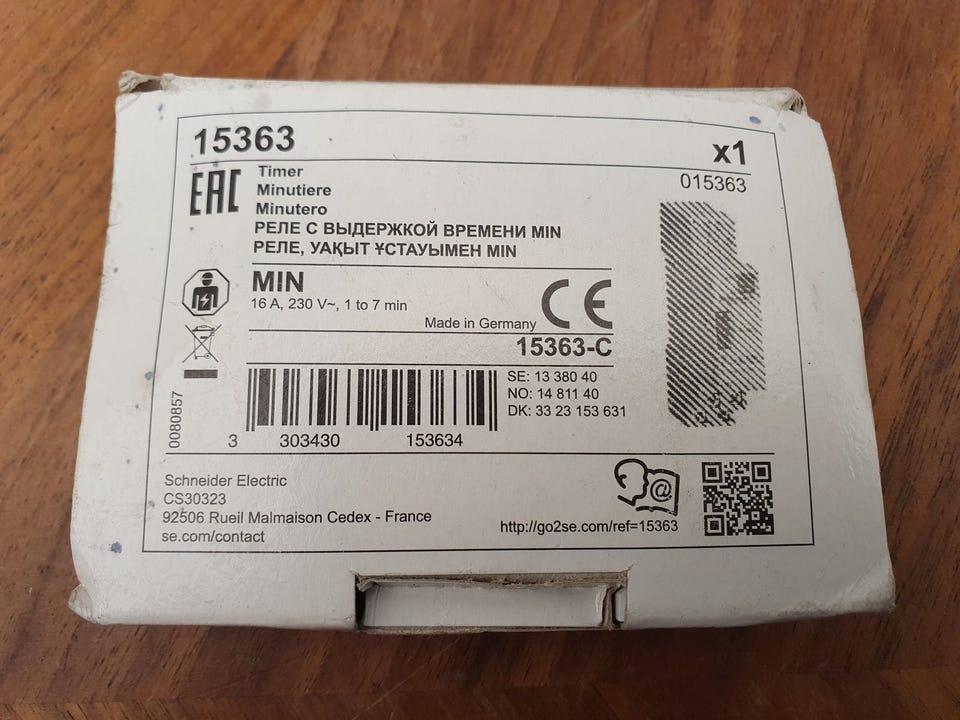 15363
x1
015363
EAC
Timer
Minutiere
Minutero
РЕЛЕ С ВЫДЕРЖКОЙ ВРЕМЕНИ MIN
РЕЛЕ, УАҚЫТ ҰСТАУЫМЕН MIN
MIN
16 A, 230 V~, 1 to 7 min
Made in Germany
CE
15363-C
SE: 13 380 40
NO: 14 811 40
DK: 33 23 153 631
0080857
3 303430 153634
Schneider Electric
CS30323
92506 Rueil Malmaison Cedex - France
se.com/contact
@
http://go2se.com/ref=15363